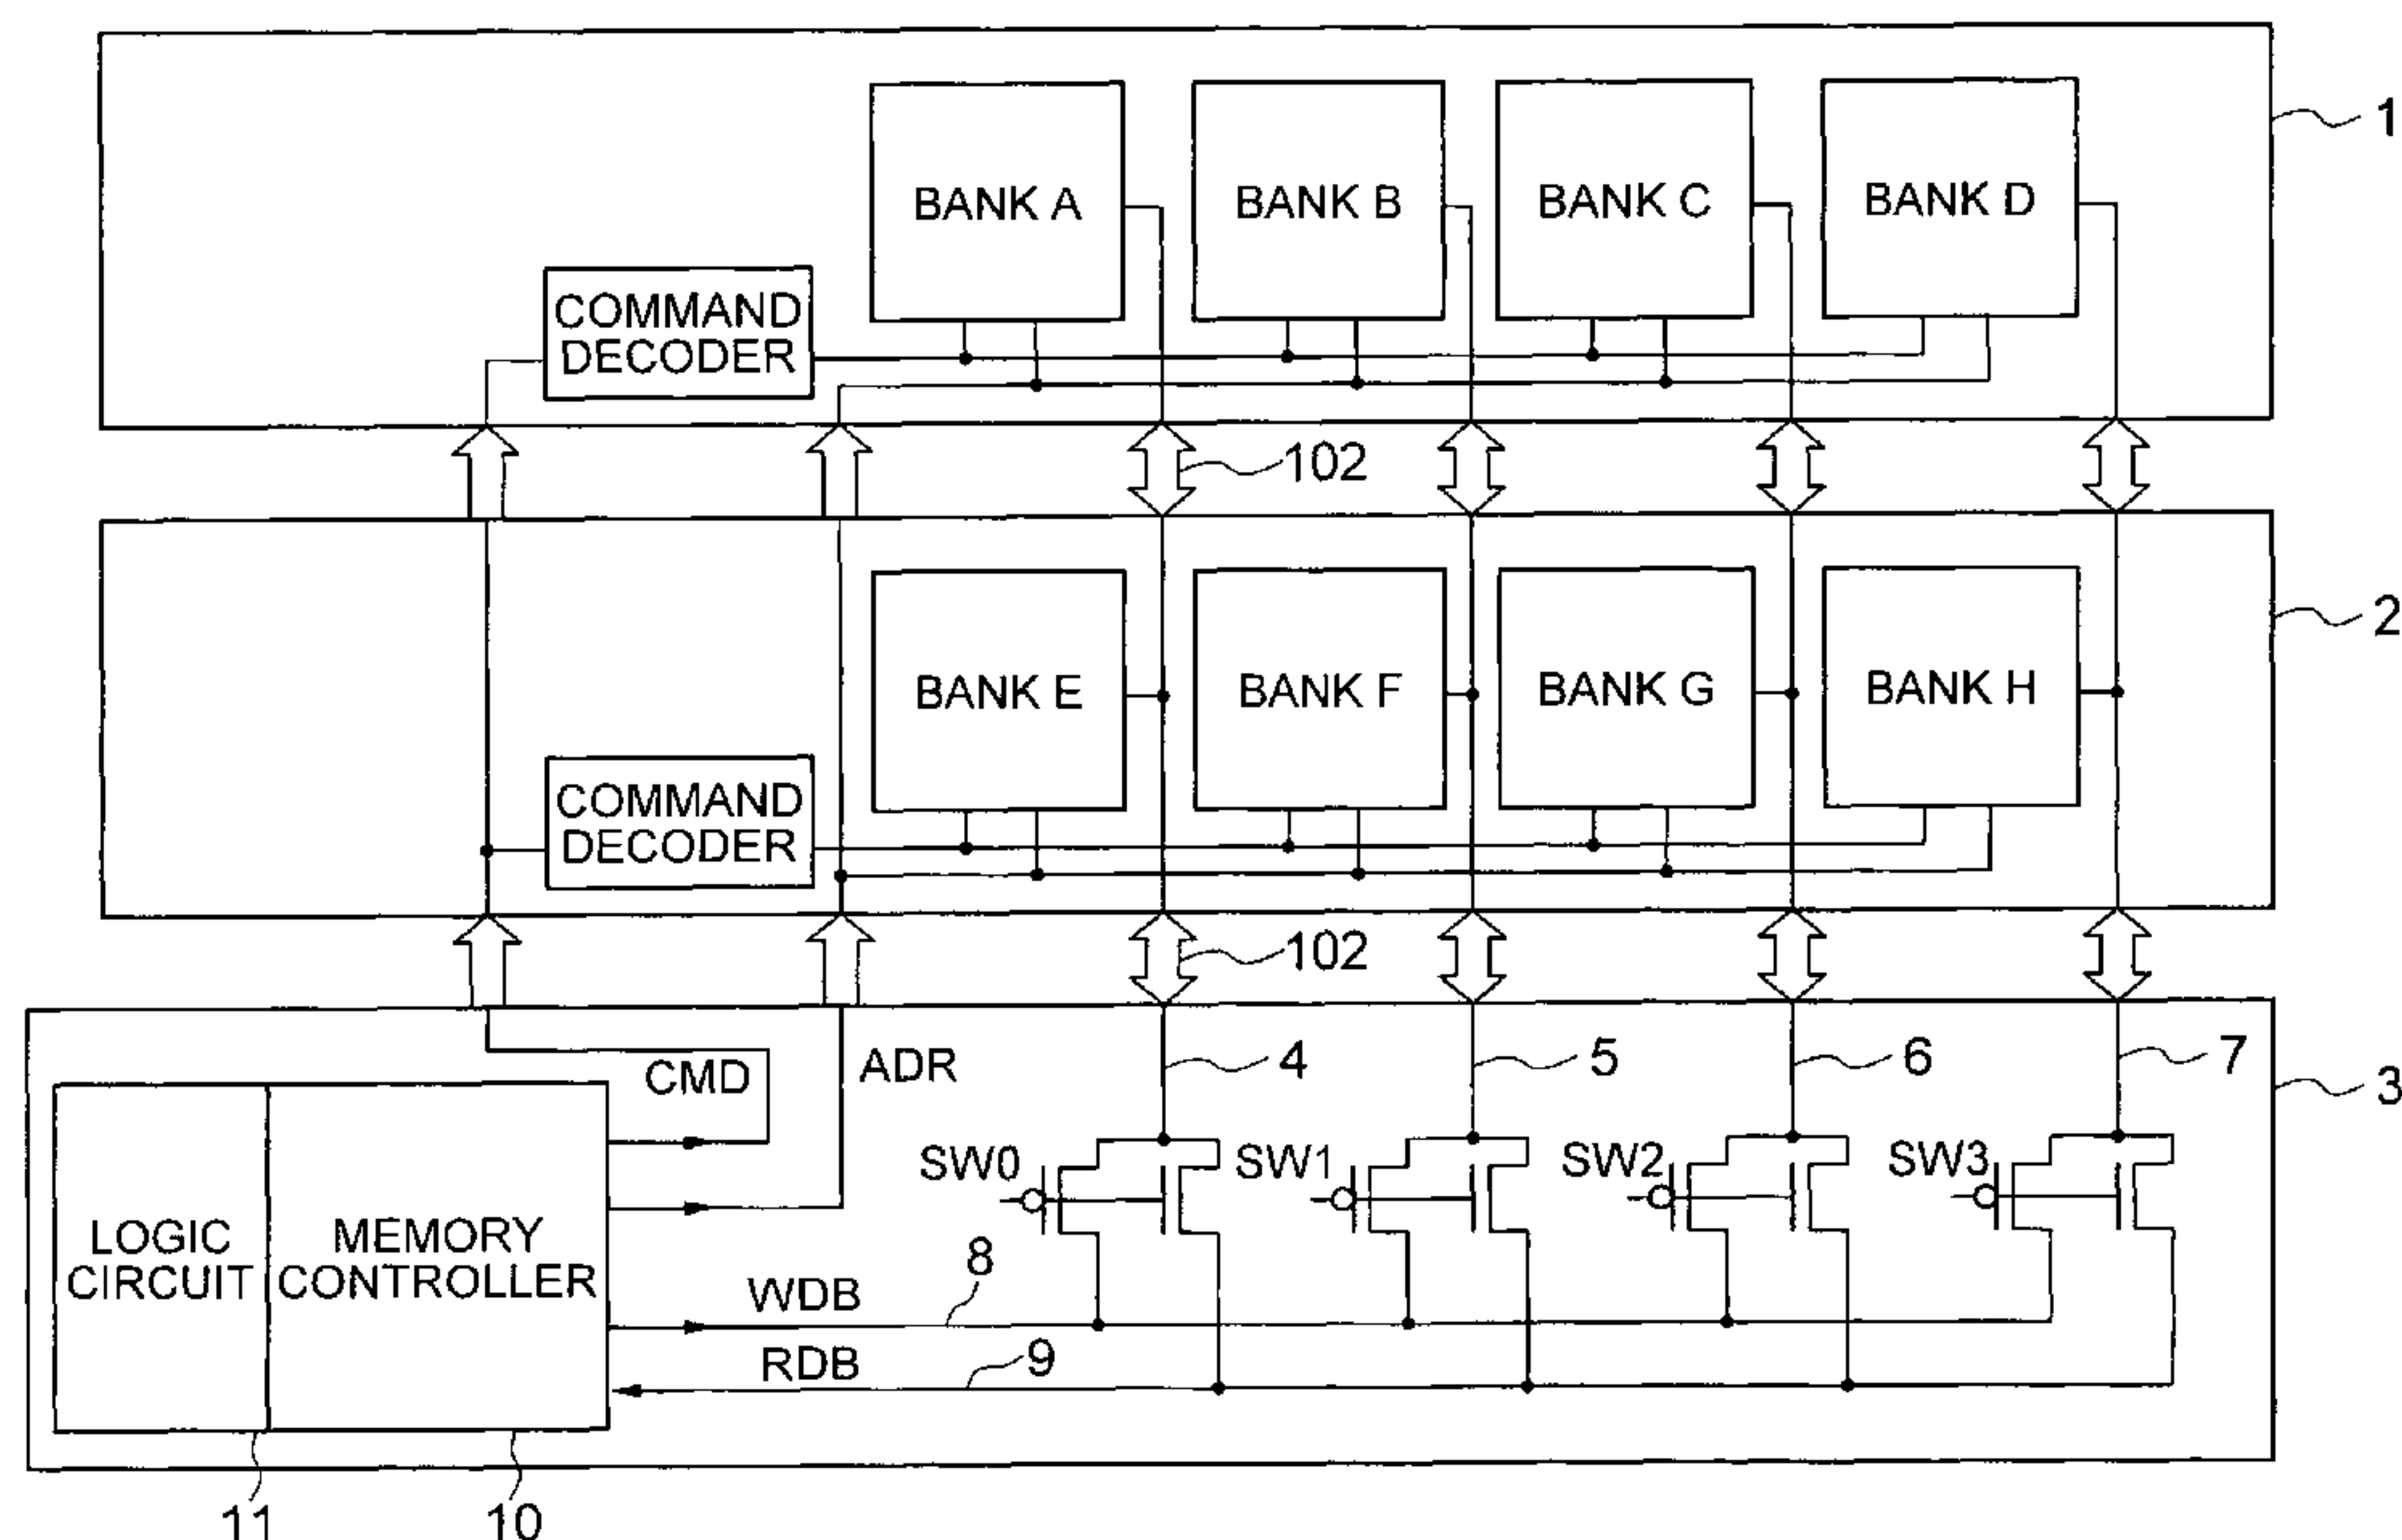 BANK A
BANK B
BANK C
BANK D
1
COMMAND
DECODER
102
BANK E
BANK F
BANK G
BANK H
2
COMMAND
DECODER
102
CMD
ADR
4
5
6
7
3
SW0
SW1
SW2
SW3
LOGIC
CIRCUIT
MEMORY
CONTROLLER
WDB
8
RDB
9
11
10